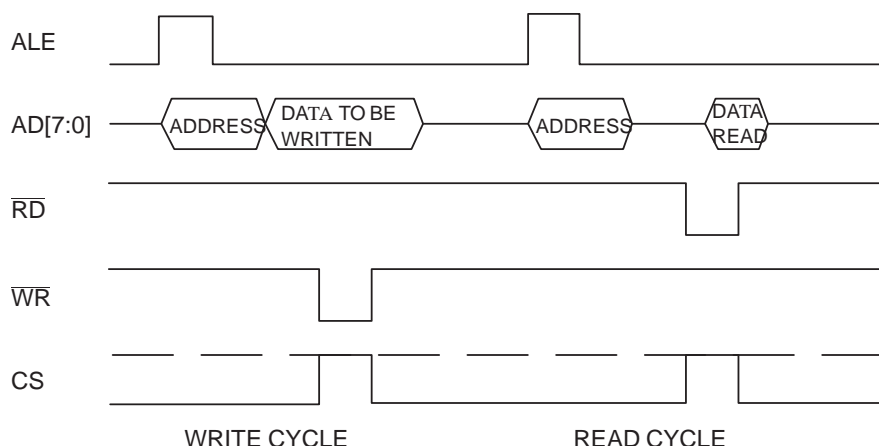 ALE
AD[7:0]
ADDRESS
DATA TO BE
WRITTEN
ADDRESS
DATA
READ
RD
WR
CS
WRITE CYCLE
READ CYCLE